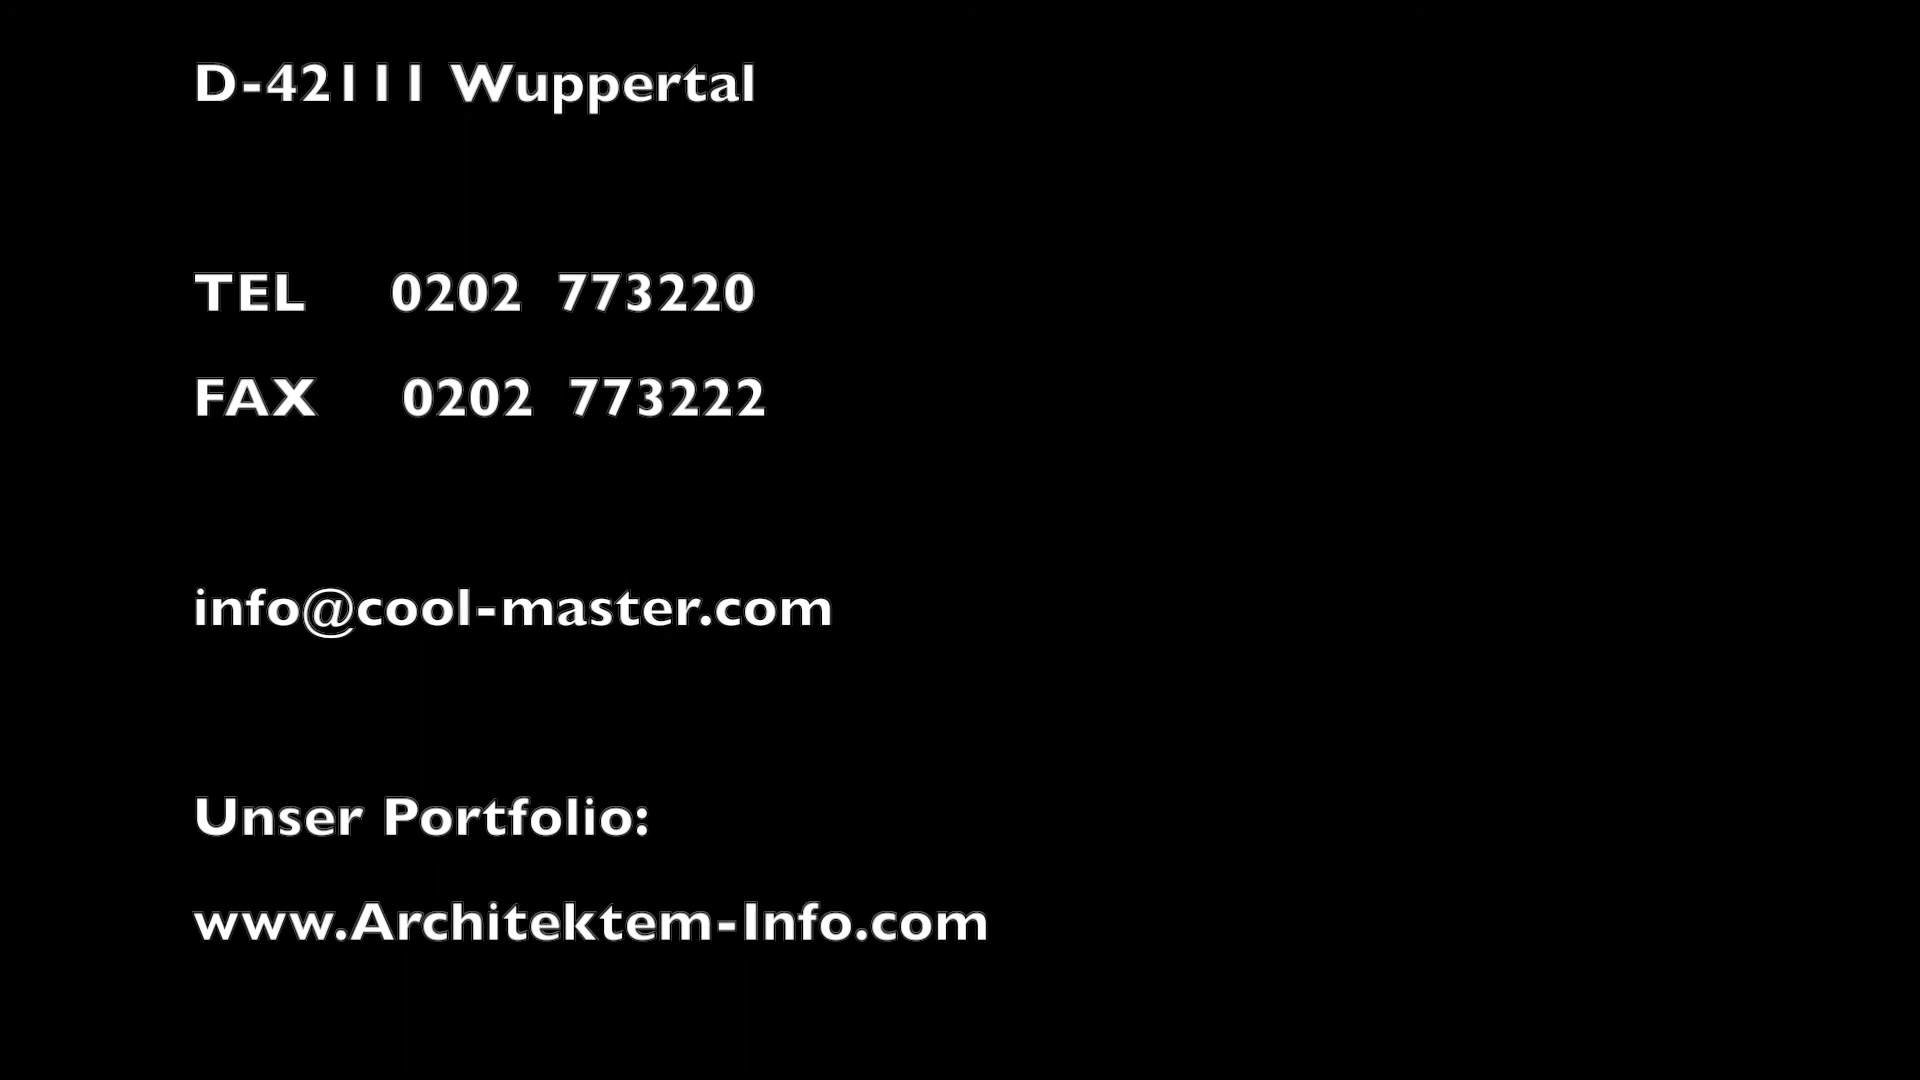 D-42111 Wuppertal
TEL 0202 773220
FAX 0202 773222
info@cool-master.com
Unser Portfolio:
www.Architektem-Info.com